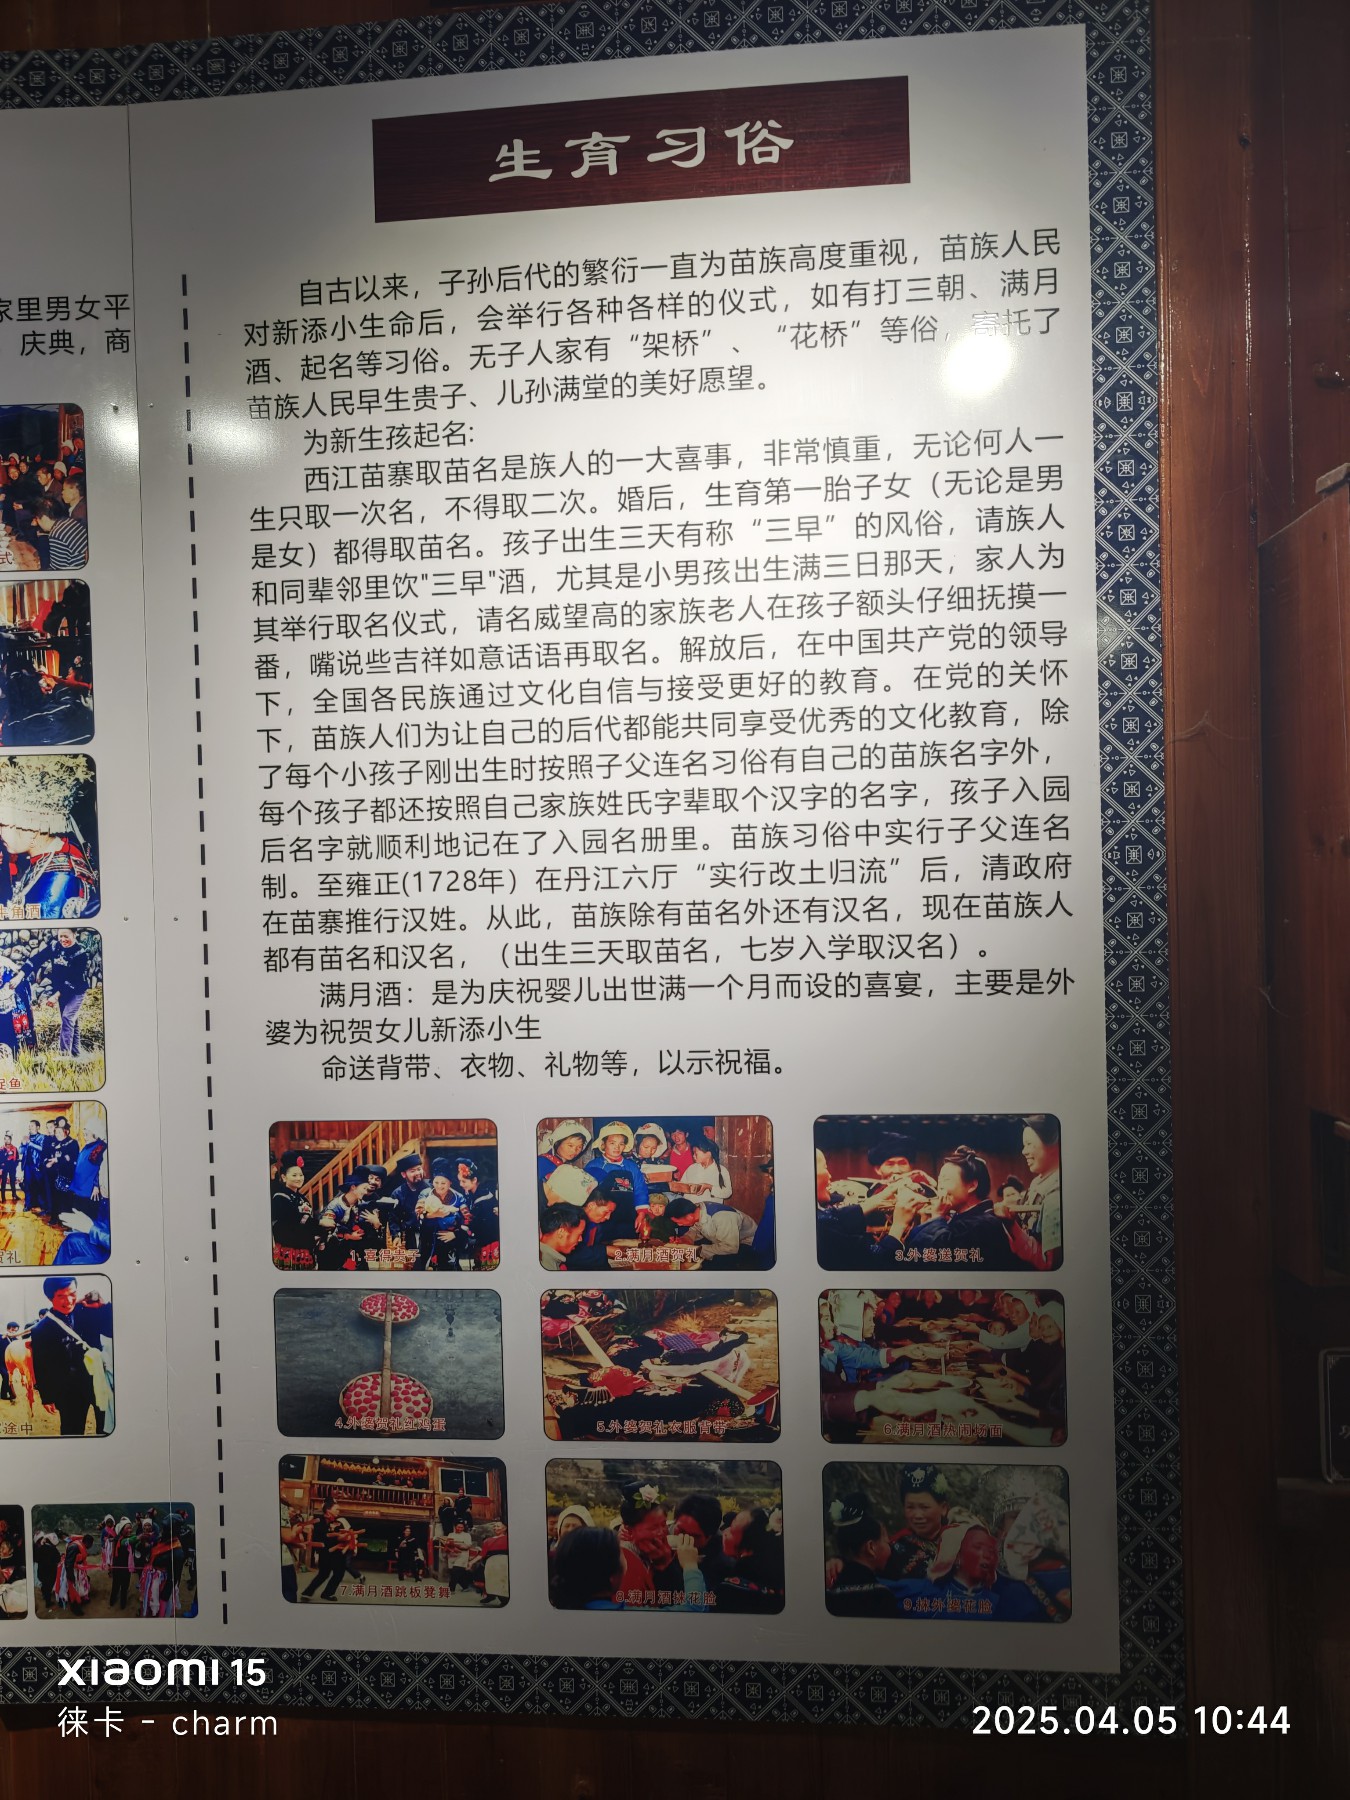 生育习俗
家里男女平
庆典，商
自古以来，子孙后代的繁衍一直为苗族高度重视，苗族人民
对新添小生命后，会举行各种各样的仪式，如有打三朝、满月
酒、起名等习俗。无子人家有“架桥”、“花桥”等俗，寄托了
苗族人民早生贵子、儿孙满堂的美好愿望。
为新生孩起名:
西江苗寨取苗名是族人的一大喜事，非常慎重，无论何人一
生只取一次名，不得取二次。婚后，生育第一胎子女（无论是男
是女）都得取苗名。孩子出生三天有称“三早”的风俗，请族人
和同辈邻里饮"三早"酒，尤其是小男孩出生满三日那天，家人为
其举行取名仪式，请名威望高的家族老人在孩子额头仔细抚摸一
番，嘴说些吉祥如意话语再取名。解放后，在中国共产党的领导
下，全国各民族通过文化自信与接受更好的教育。在党的关怀
下，苗族人们为让自己的后代都能共同享受优秀的文化教育，除
了每个小孩子刚出生时按照子父连名习俗有自己的苗族名字外，
每个孩子都还按照自己家族姓氏字辈取个汉字的名字，孩子入园
后名字就顺利地记在了入园名册里。苗族习俗中实行子父连名
制。至雍正(1728年）在丹江六厅“实行改土归流”后，清政府
在苗寨推行汉姓。从此，苗族除有苗名外还有汉名，现在苗族人
都有苗名和汉名，（出生三天取苗名，七岁入学取汉名）。
满月酒：是为庆祝婴儿出世满一个月而设的喜宴，主要是外
婆为祝贺女儿新添小生
命送背带、衣物、礼物等，以示祝福。
式
鱼酒
捉鱼
贺礼
途中
1.喜得贵子
2.满月酒贺礼
3.外婆送贺礼
4.外婆贺礼红鸡蛋
5.外婆贺礼衣服背带
6.满月酒热闹场面
7.满月酒跳板凳舞
8.满月酒抹花脸
9.抹外婆花脸
xiaomi 15
徕卡 - charm
2025.04.05 10:44